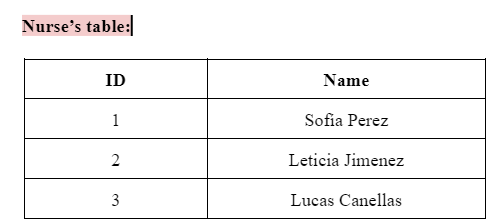 Nurse’s table:
ID Name
1 Sofia Perez
2 Leticia Jimenez
3 Lucas Canellas